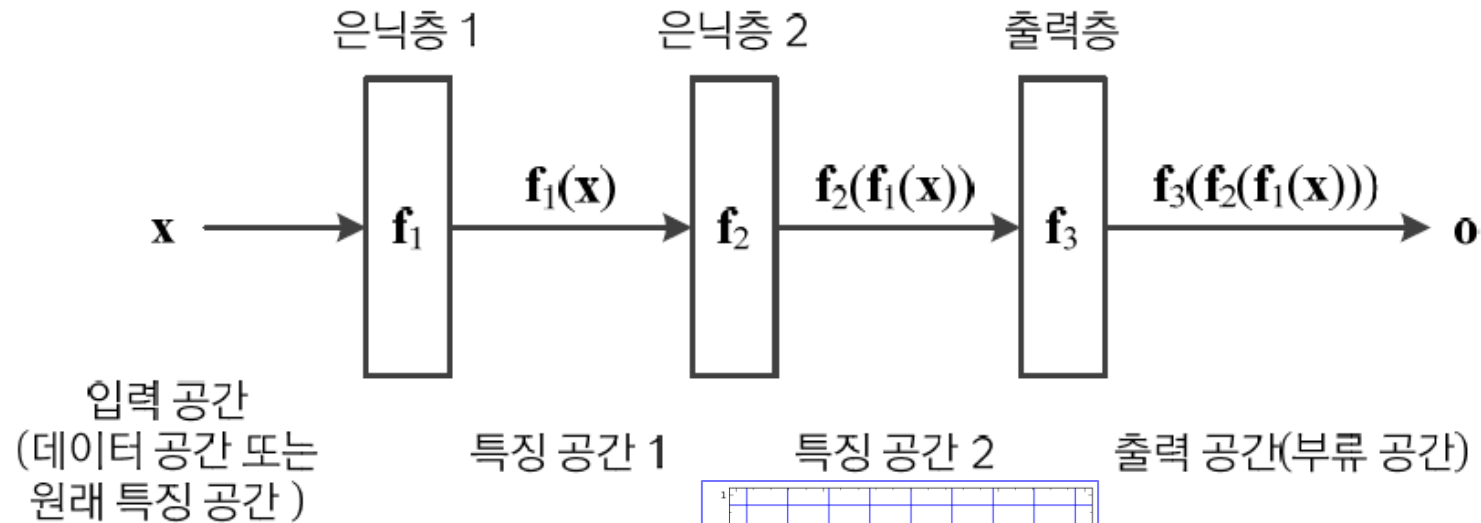 은닉층 1
은닉층 2
출력층
x
f₁
f₁(x)
f₂
f₂(f₁(x))
f₃
f₃(f₂(f₁(x)))
o
입력 공간
(데이터 공간 또는
원래 특징 공간 )
특징 공간 1
특징 공간 2
출력 공간(부류 공간)
1